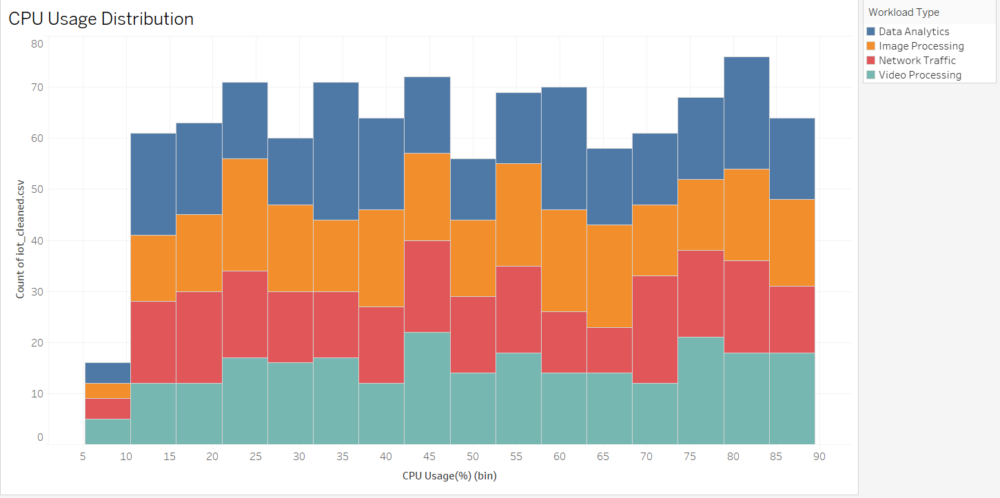 CPU Usage Distribution
Workload Type
Data Analytics
Image Processing
Network Traffic
Video Processing
80
70
60
50
40
30
20
10
0
Count of iot_cleaned.csv
5 10 15 20 25 30 35 40 45 50 55 60 65 70 75 80 85 90
CPU Usage(%) (bin)